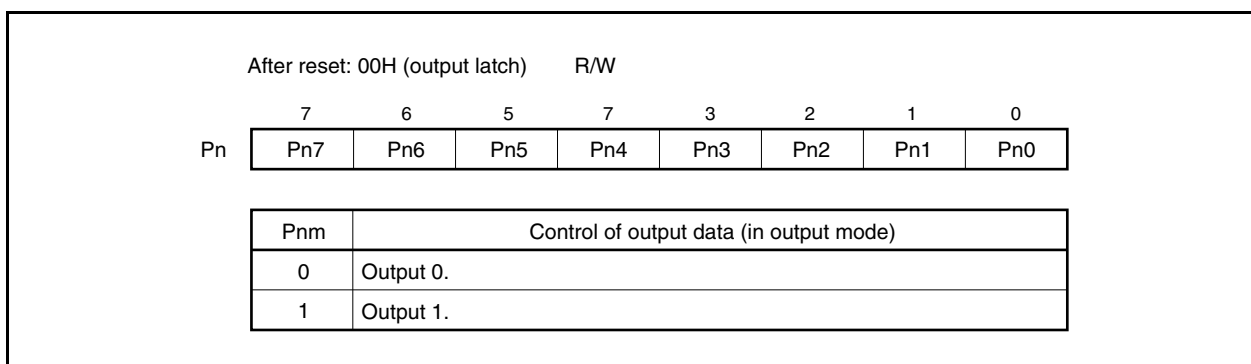 After reset: 00H (output latch) R/W
7 6 5 7 3 2 1 0
Pn Pn7 Pn6 Pn5 Pn4 Pn3 Pn2 Pn1 Pn0
Pnm Control of output data (in output mode)
0 Output 0.
1 Output 1.